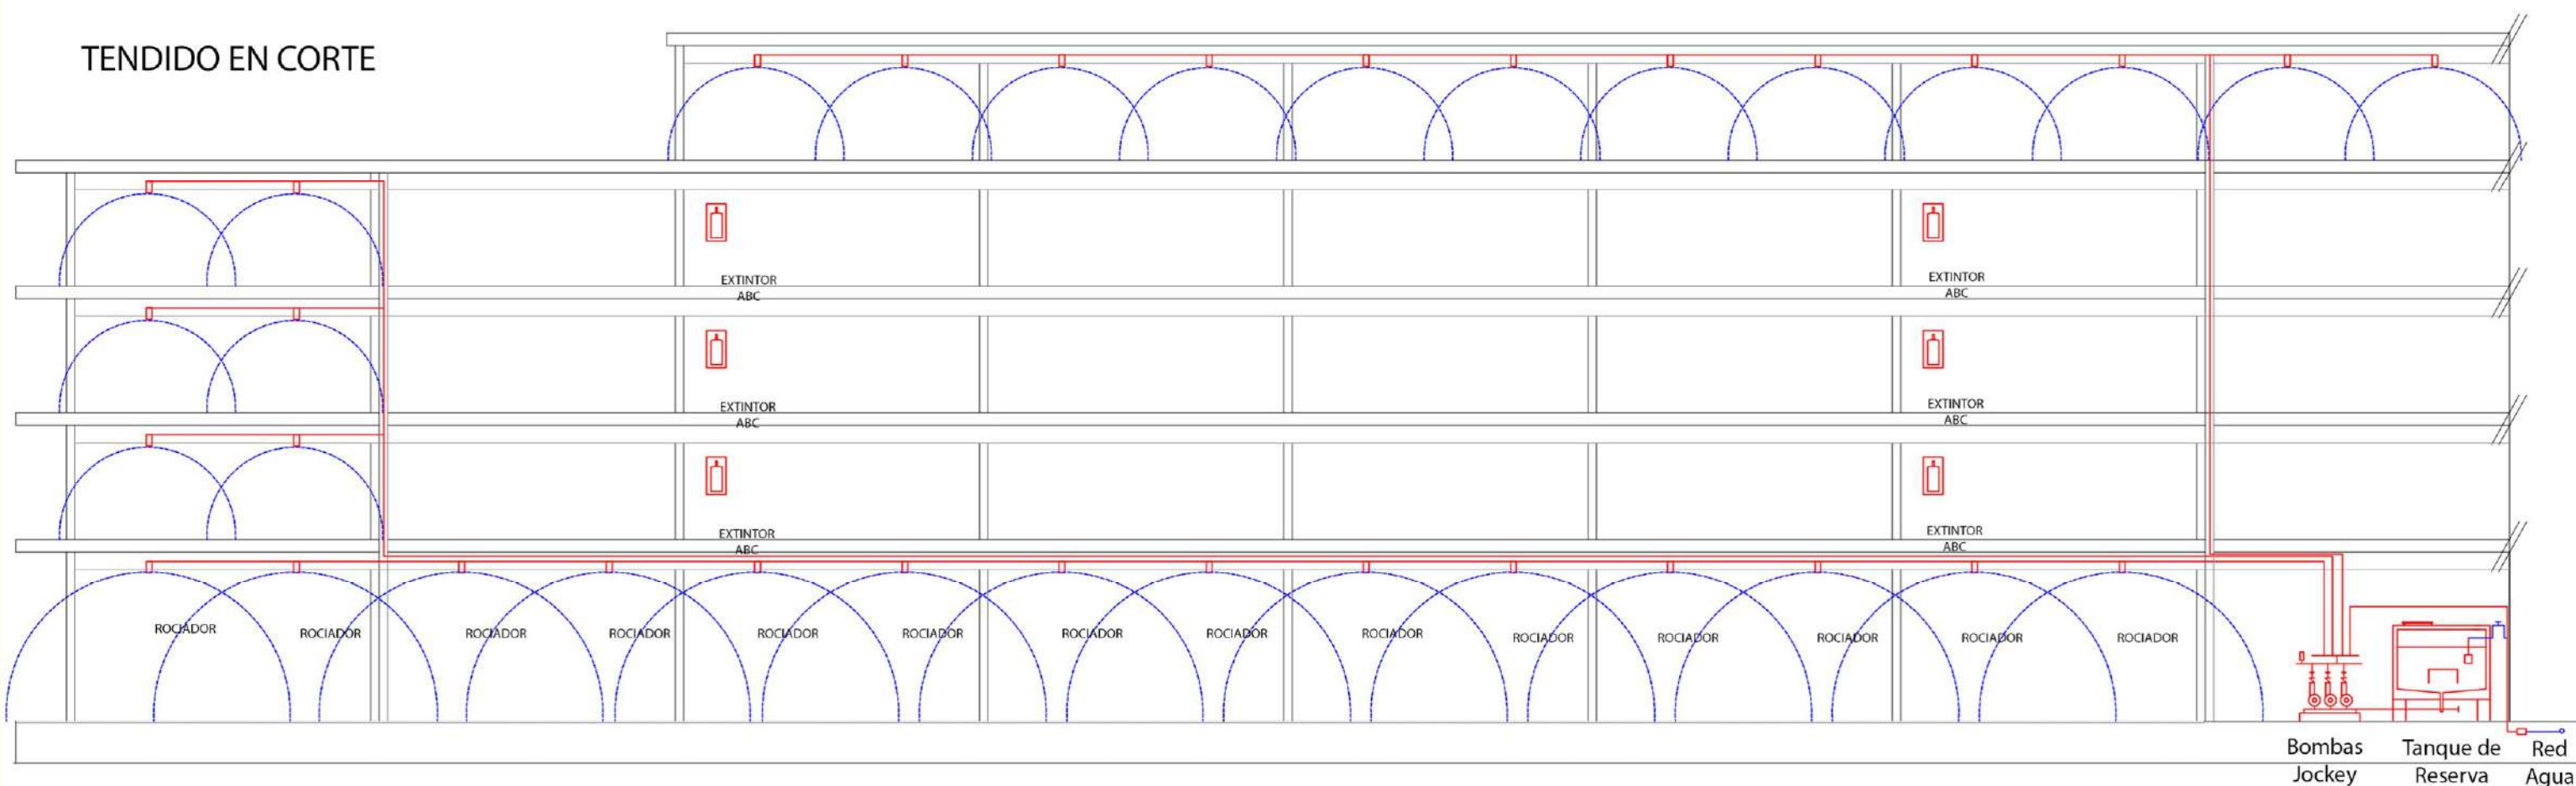 TENDIDO EN CORTE
EXTINTOR
ABC
EXTINTOR
ABC
EXTINTOR
ABC
EXTINTOR
ABC
EXTINTOR
ABC
EXTINTOR
ABC
ROCIADOR
ROCIADOR
ROCIADOR
ROCIADOR
ROCIADOR
ROCIADOR
ROCIADOR
ROCIADOR
ROCIADOR
ROCIADOR
ROCIADOR
ROCIADOR
ROCIADOR
ROCIADOR
Bombas
Jockey
Tanque de
Reserva
Red
Agua